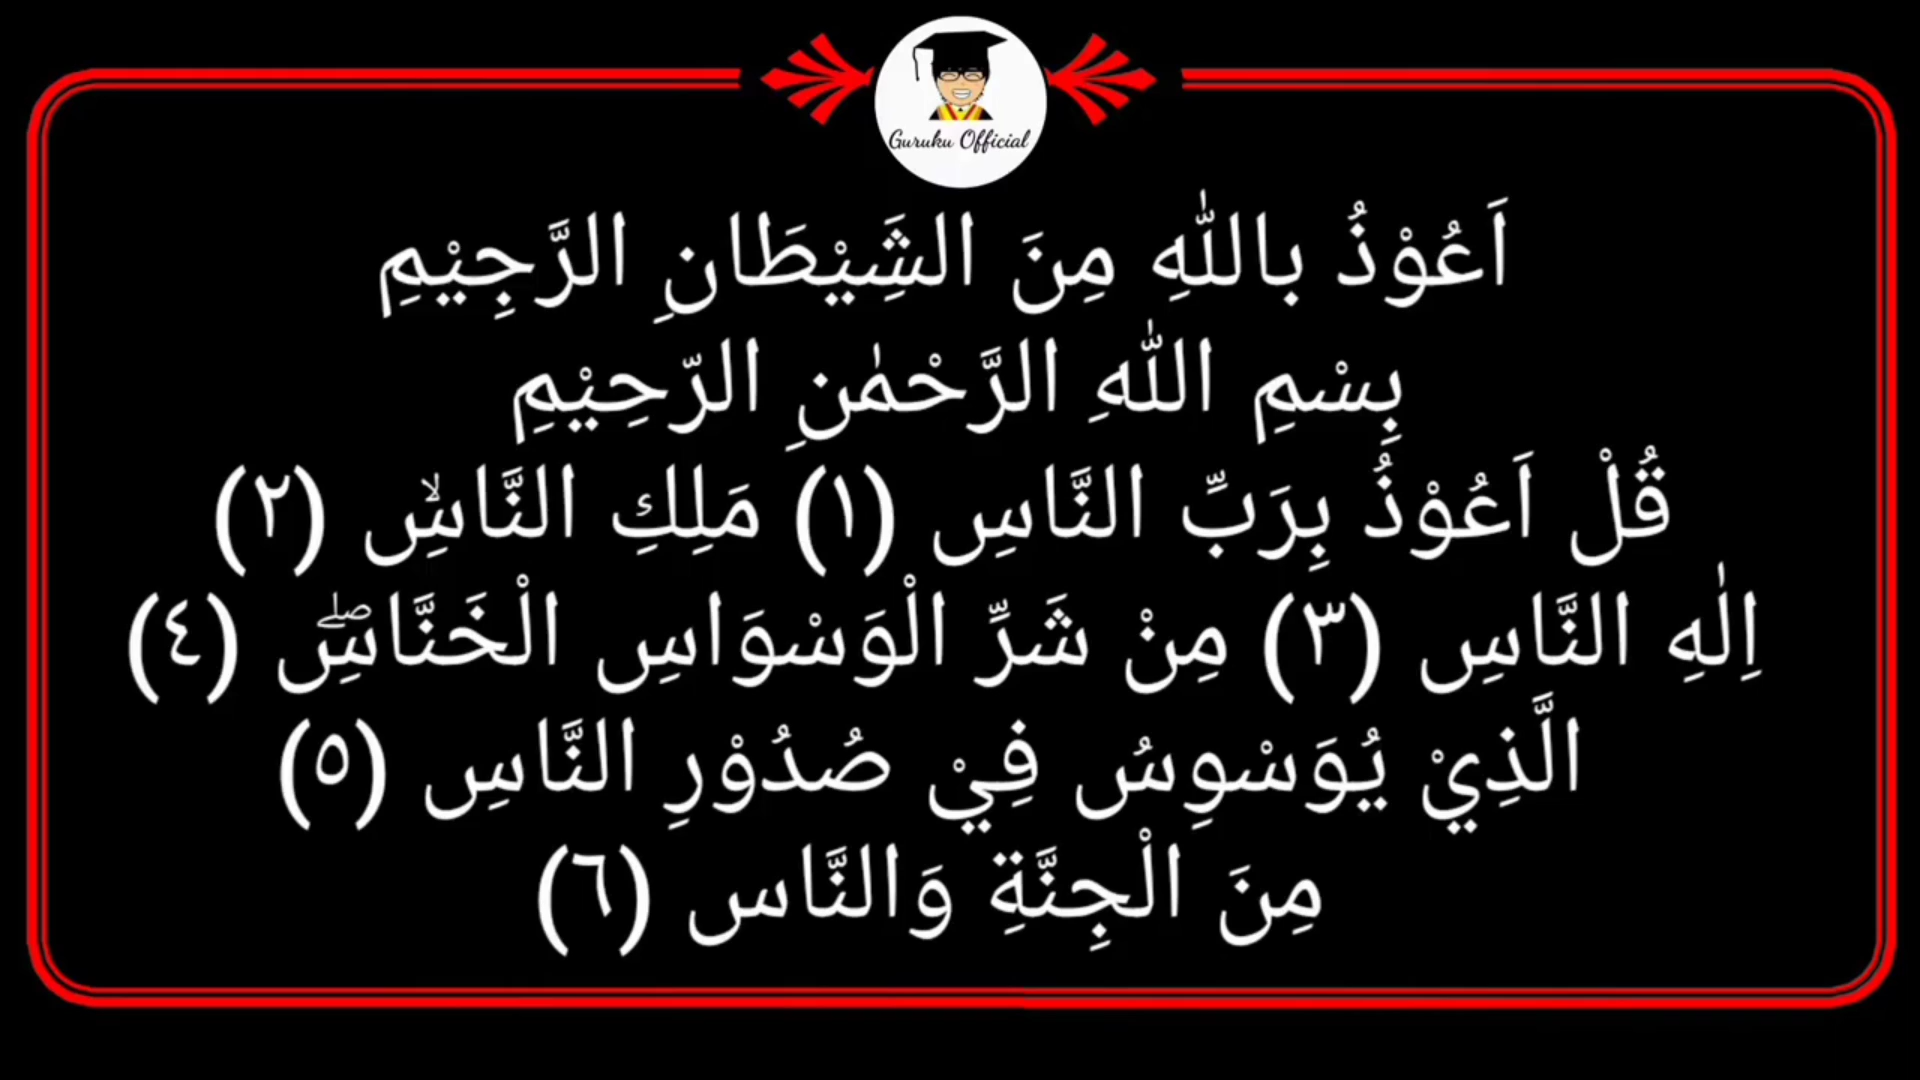 Guruku Official
اَعُوْذُ بِاللّٰهِ مِنَ الشَّيْطَانِ الرَّجِيْمِ
بِسْمِ اللّٰهِ الرَّحْمٰنِ الرّحِيْمِ
قُلْ اَعُوْذُ بِرَبِّ النَّاسِ (١) مَلِكِ النَّاسِۙ (٢)
اِلٰهِ النَّاسِ (٣) مِنْ شَرِّ الْوَسْوَاسِ الْخَنَّاسِۖ (٤)
الَّذِيْ يُوَسْوِسُ فِيْ صُدُوْرِ النَّاسِ (٥)
مِنَ الْجِنَّةِ وَالنَّاس (٦)